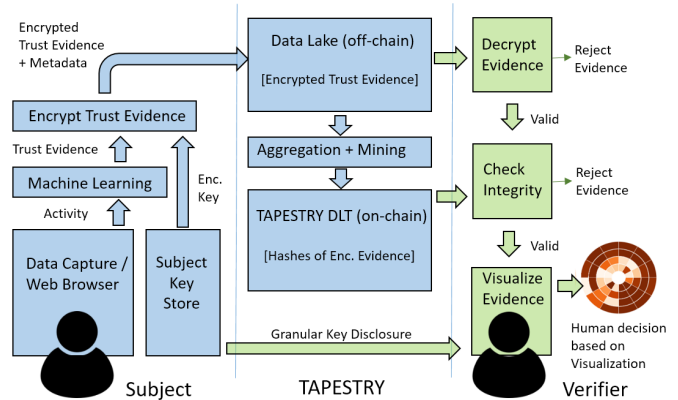 Encrypted
Trust Evidence
+ Metadata
Encrypt Trust Evidence
Trust Evidence
Machine Learning
Activity
Enc.
Key
Data Capture /
Web Browser
Subject
Key
Store
Subject
Data Lake (off-chain)
[Encrypted Trust Evidence]
Aggregation + Mining
TAPESTRY DLT (on-chain)
[Hashes of Enc. Evidence]
Granular Key Disclosure
TAPESTRY
Decrypt
Evidence
Reject
Evidence
Valid
Check
Integrity
Reject
Evidence
Valid
Visualize
Evidence
Human decision
based on
Visualization
Verifier